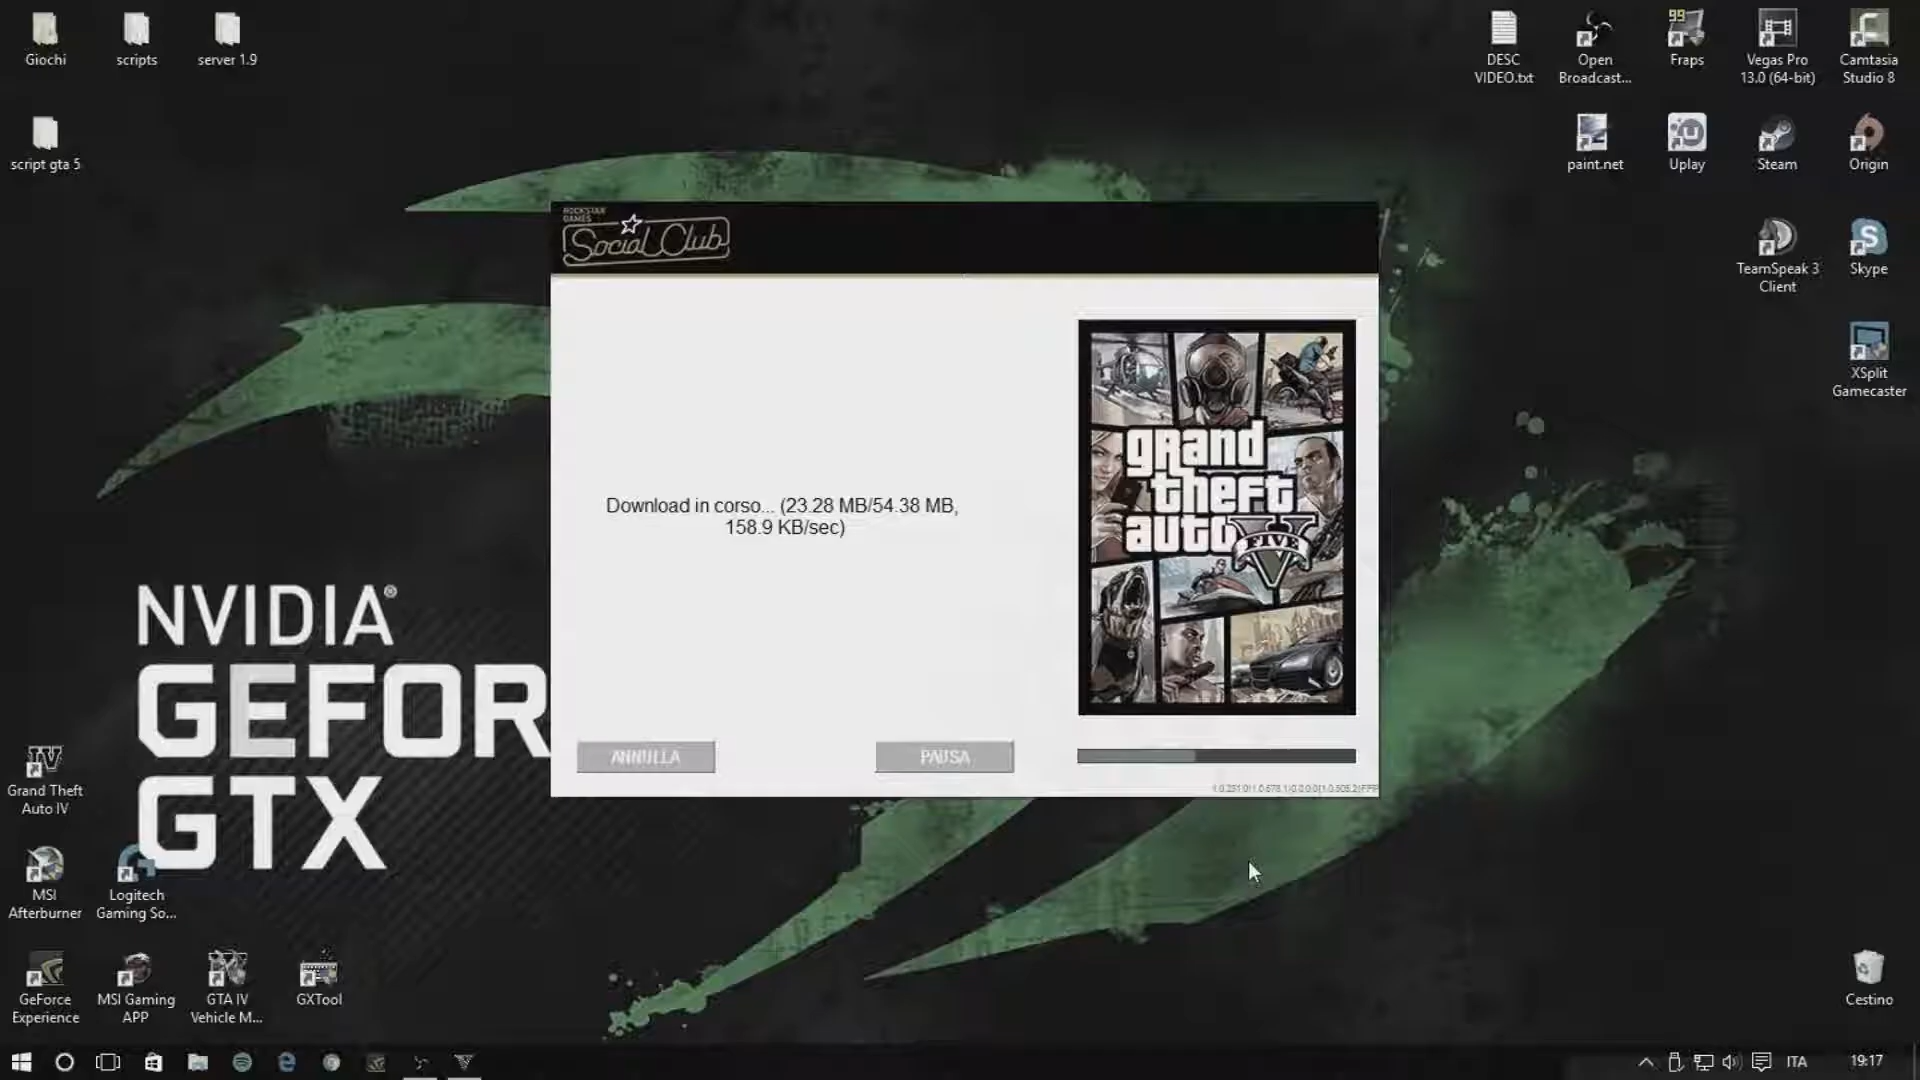 Giochi
scripts
server 1.9
script gta 5
DESC
VIDEO.txt
Open
Broadcast...
Fraps
Vegas Pro
13.0 (64-bit)
Camtasia
Studio 8
99
paint.net
Uplay
Steam
Origin
TeamSpeak 3
Client
Skype
XSplit
Gamecaster
ROCKSTAR
GAMES
Social Club
Download in corso... (23.28 MB/54.38 MB,
158.9 KB/sec)
grand
theft
auto V
FIVE
ANNULLA
PAUSA
NVIDIA®
GEFOR
GTX
IV
Grand Theft
Auto IV
MSI
Afterburner
Logitech
Gaming So...
GeForce
Experience
MSI Gaming
APP
GTA IV
Vehicle M...
GXTool
Cestino
ITA
19:17